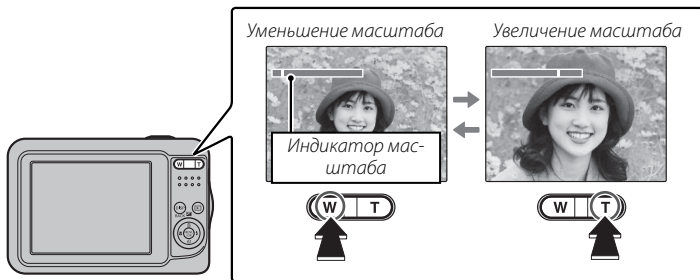 Уменьшение масштаба
Увеличение масштаба
Индикатор мас-
штаба
W T
W T
W T